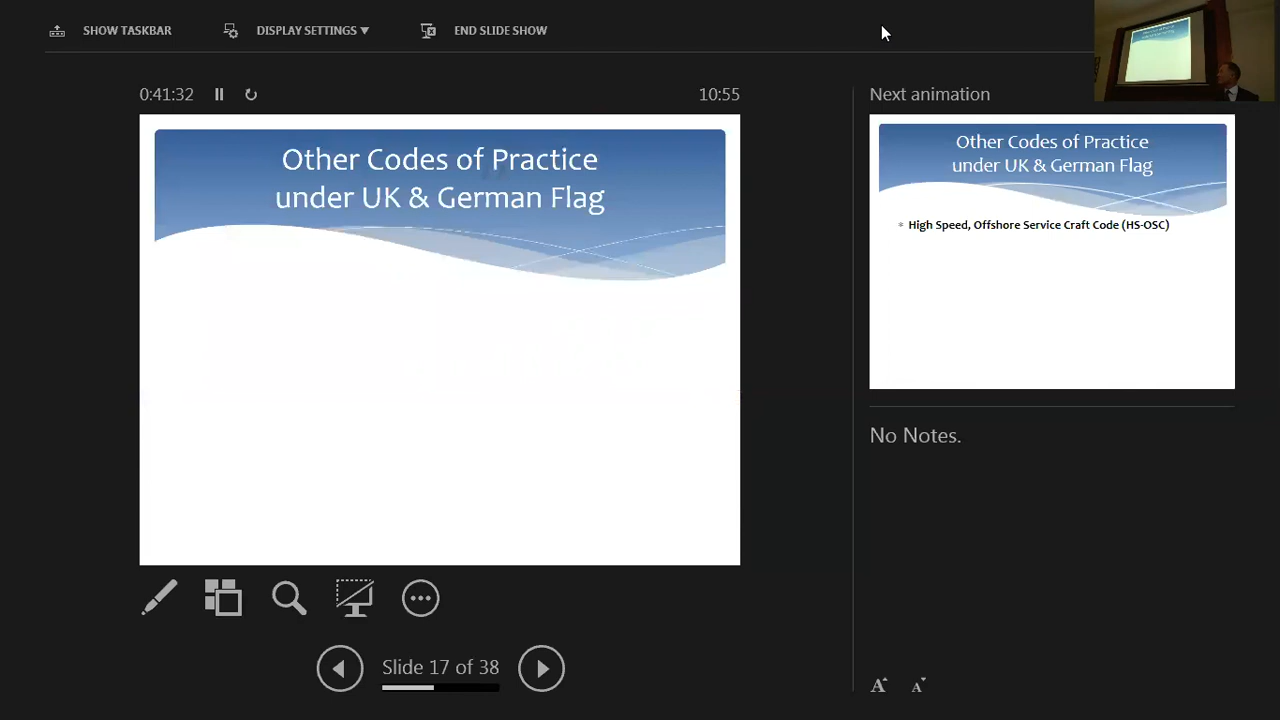 SHOW TASKBAR
DISPLAY SETTINGS ▼
END SLIDE SHOW
0:41:32
10:55
Other Codes of Practice
under UK & German Flag
Next animation
Other Codes of Practice
under UK & German Flag
* High Speed, Offshore Service Craft Code (HS-OSC)
No Notes.
Slide 17 of 38
A A